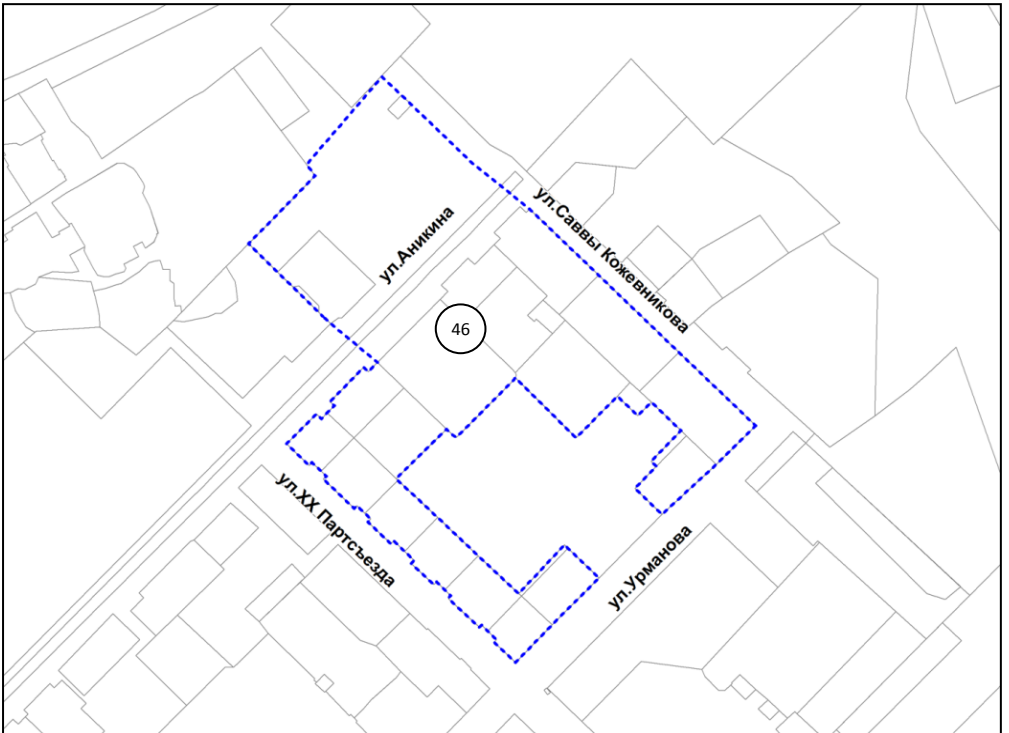 ул.Саввы Кожевникова
ул.Аникина
46
ул.XX Партсъезда
ул.Урманова